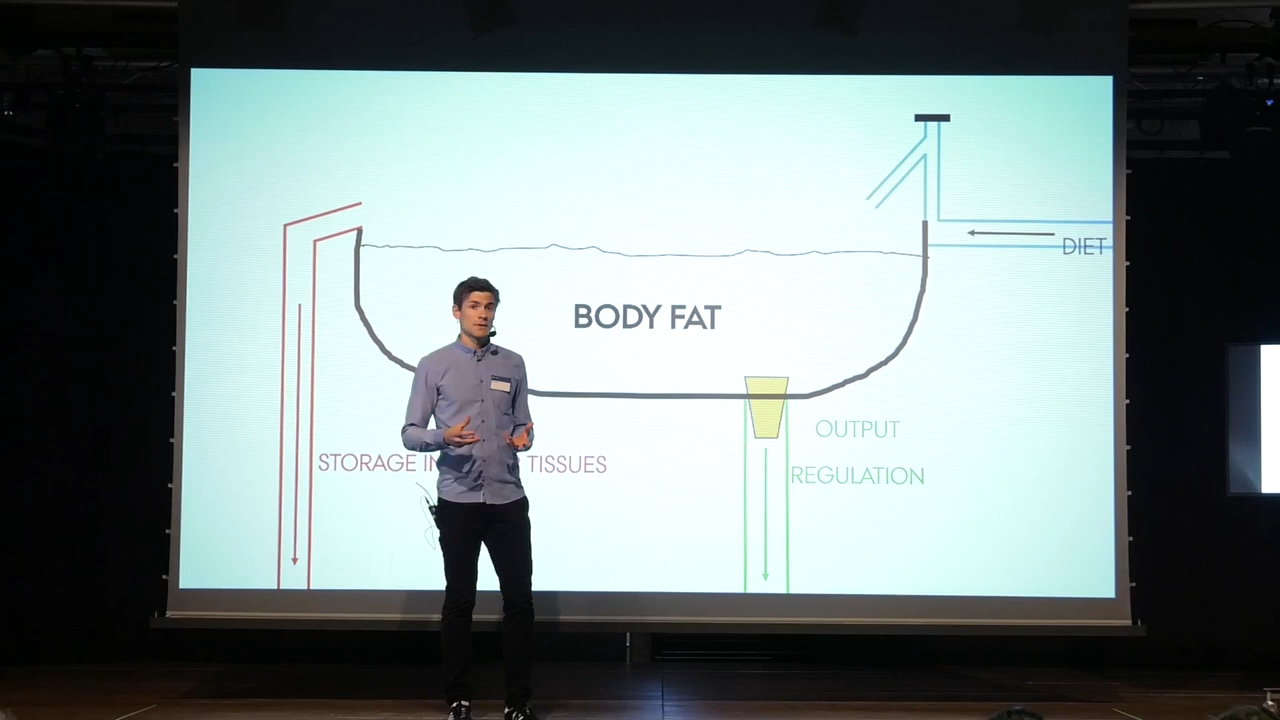 DIET
BODY FAT
OUTPUT
REGULATION
STORAGE IN TISSUES